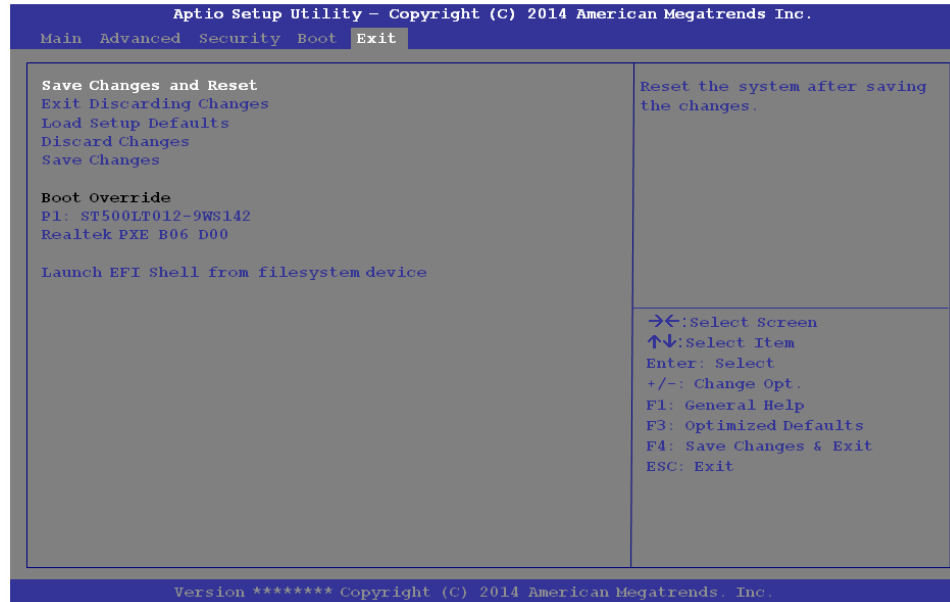 Aptio Setup Utility – Copyright (C) 2014 American Megatrends Inc.
Main Advanced Security Boot Exit
Save Changes and Reset
Exit Discarding Changes
Load Setup Defaults
Discard Changes
Save Changes
Boot Override
P1: ST500LT012-9WS142
Realtek PXE B06 D00
Launch EFI Shell from filesystem device
Reset the system after saving
the changes.
→←:Select Screen
↑↓:Select Item
Enter: Select
+/-: Change Opt.
F1: General Help
F3: Optimized Defaults
F4: Save Changes & Exit
ESC: Exit
Version ******** Copyright (C) 2014 American Megatrends. Inc.